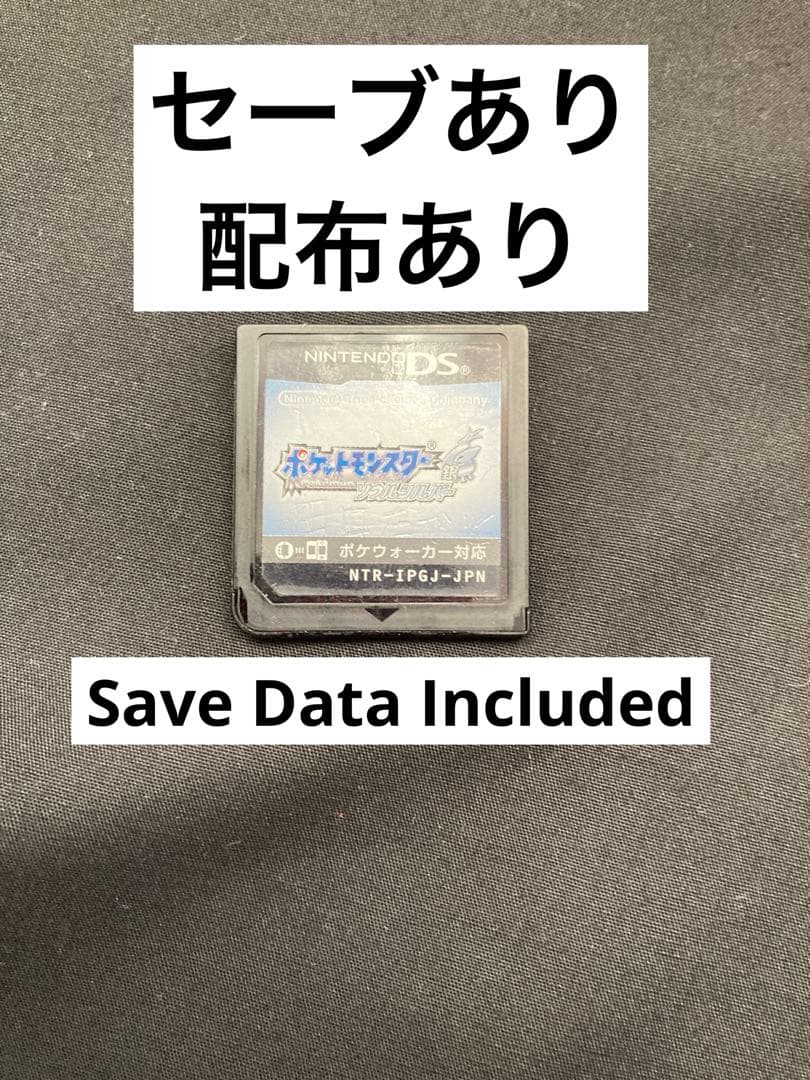 セーブあり
配布あり
NINTENDO DS®
ポケットモンスター®
Pokémon
銀
ソウルシルバー
ポケウォーカー対応
NTR-IPGJ-JPN
Save Data Included